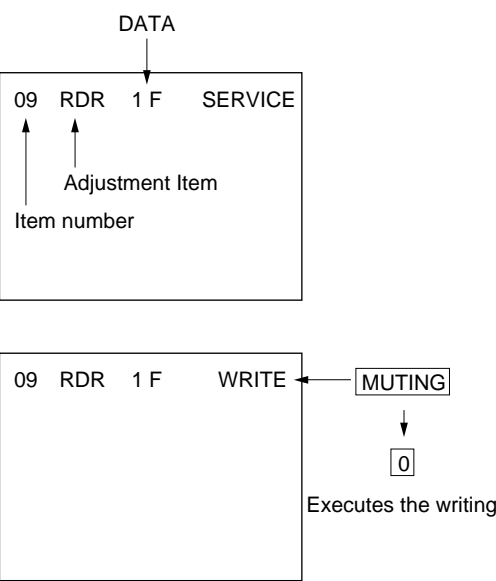 DATA
09 RDR 1 F SERVICE
Adjustment Item
Item number
09 RDR 1 F WRITE
MUTING
0
Executes the writing